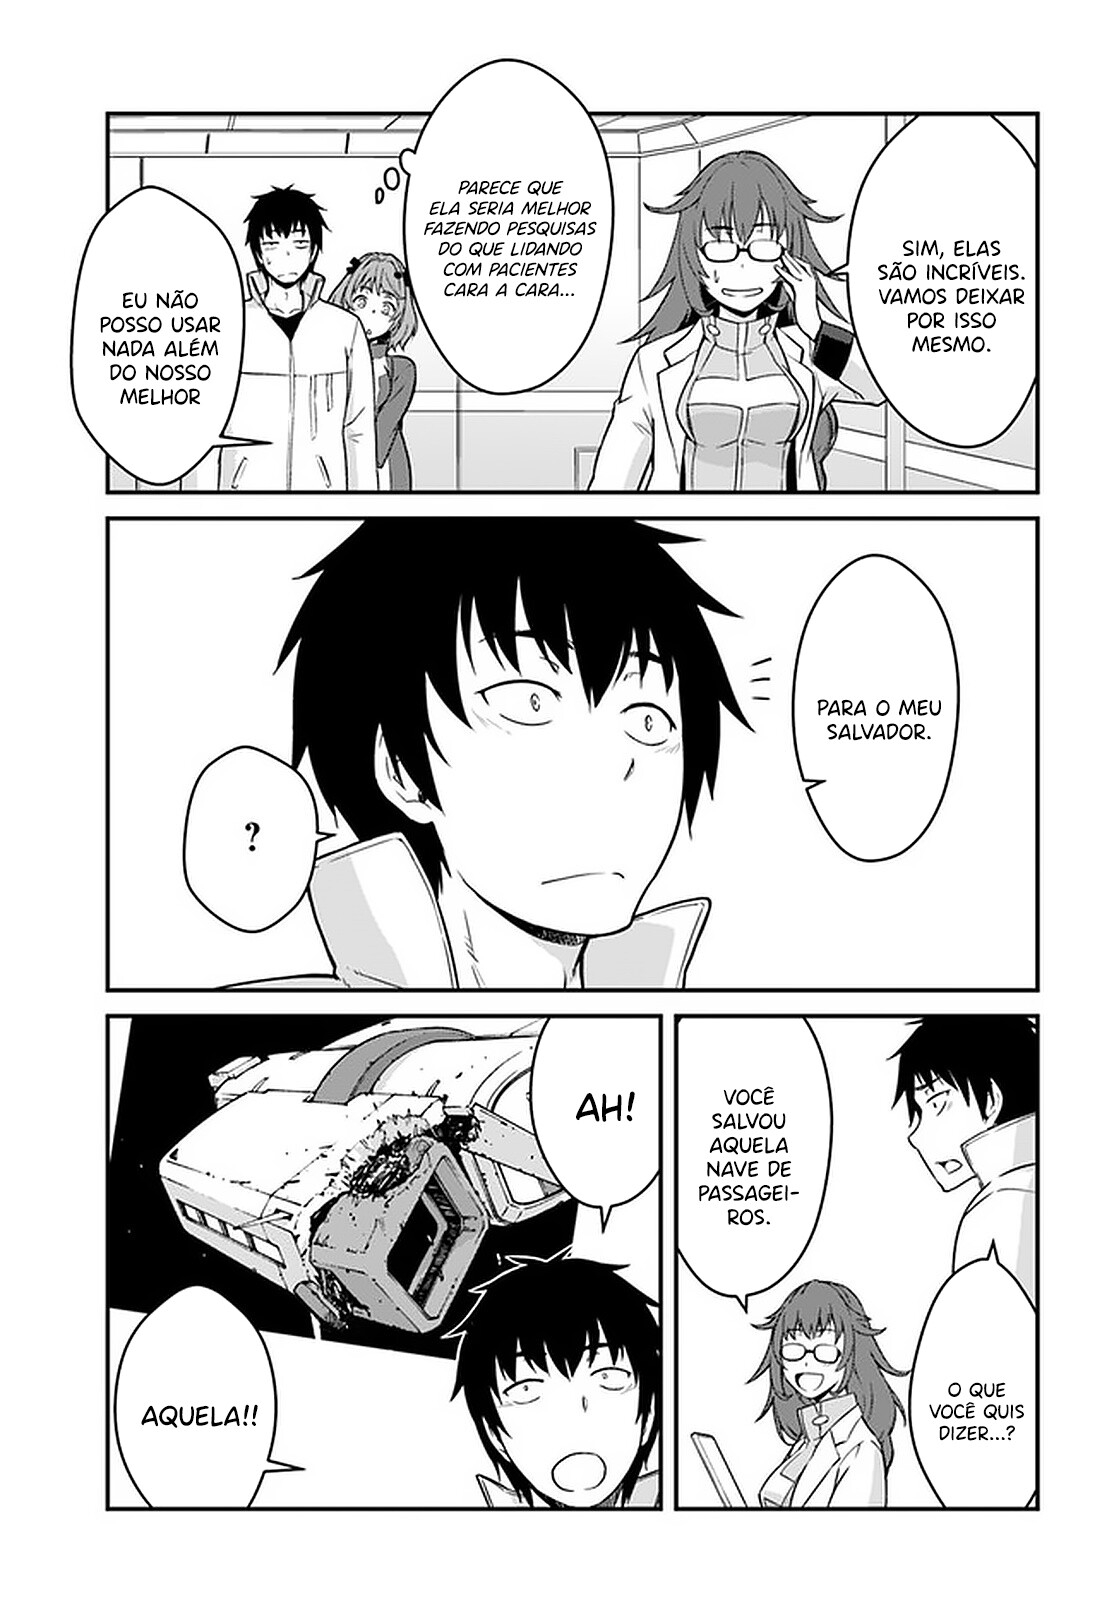 SIM, ELAS
SÃO INCRÍVEIS.
VAMOS DEIXAR
POR ISSO
MESMO.
PARECE QUE
ELA SERIA MELHOR
FAZENDO PESQUISAS
DO QUE LIDANDO
COM PACIENTES
CARA A CARA...
EU NÃO
POSSO USAR
NADA ALÉM
DO NOSSO
MELHOR
PARA O MEU
SALVADOR.
?
VOCÊ
SALVOU
AQUELA
NAVE DE
PASSAGEI-
ROS.
O QUE
VOCÊ QUIS
DIZER...?
AH!
AQUELA!!